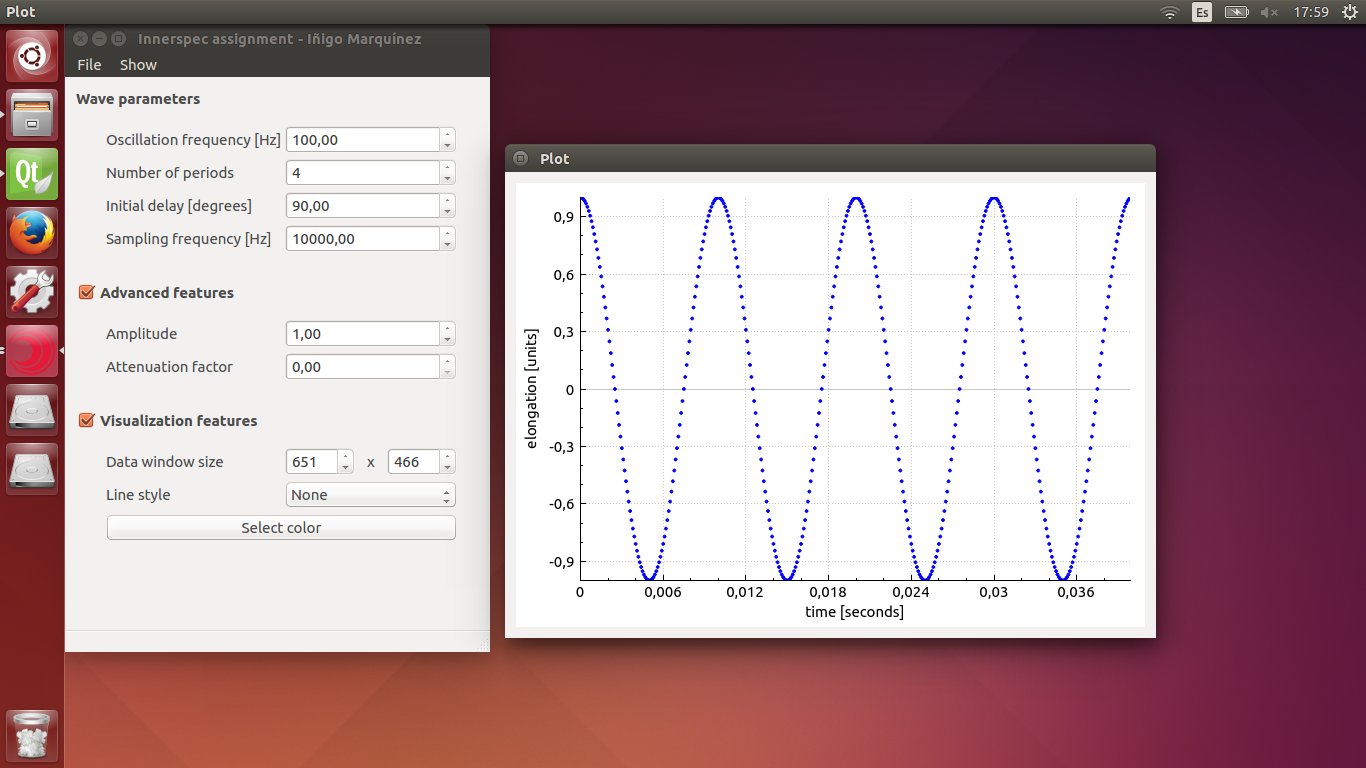 Plot
Es
17:59
Innerspec assignment - Iñigo Marquínez
File Show
Wave parameters
Oscillation frequency [Hz] 100,00
Number of periods 4
Initial delay [degrees] 90,00
Sampling frequency [Hz] 10000,00
Advanced features
Amplitude 1,00
Attenuation factor 0,00
Visualization features
Data window size 651 x 466
Line style None
Select color
Qt
Plot
elongation [units]
0,9
0,6
0,3
0
-0,3
-0,6
-0,9
0 0,006 0,012 0,018 0,024 0,03 0,036
time [seconds]